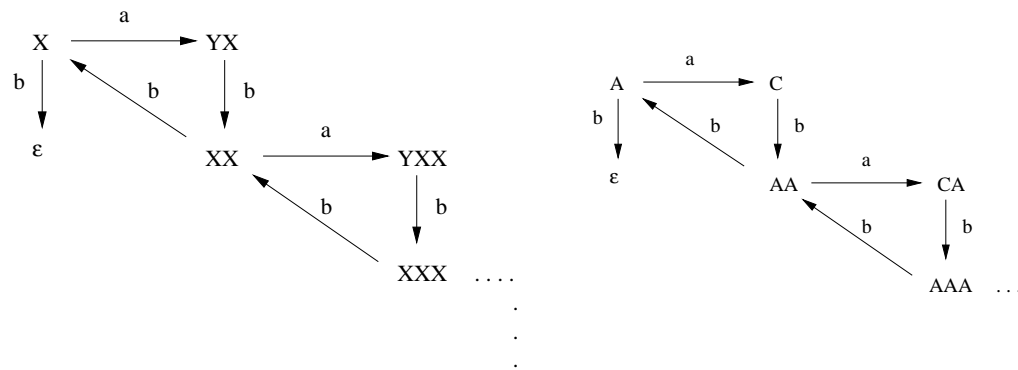 a
X YX
b b b
a
ε XX YXX
b b
XXX . . . .
.
.
.
a
A C
b b b
a
ε AA CA
b b
AAA . . .